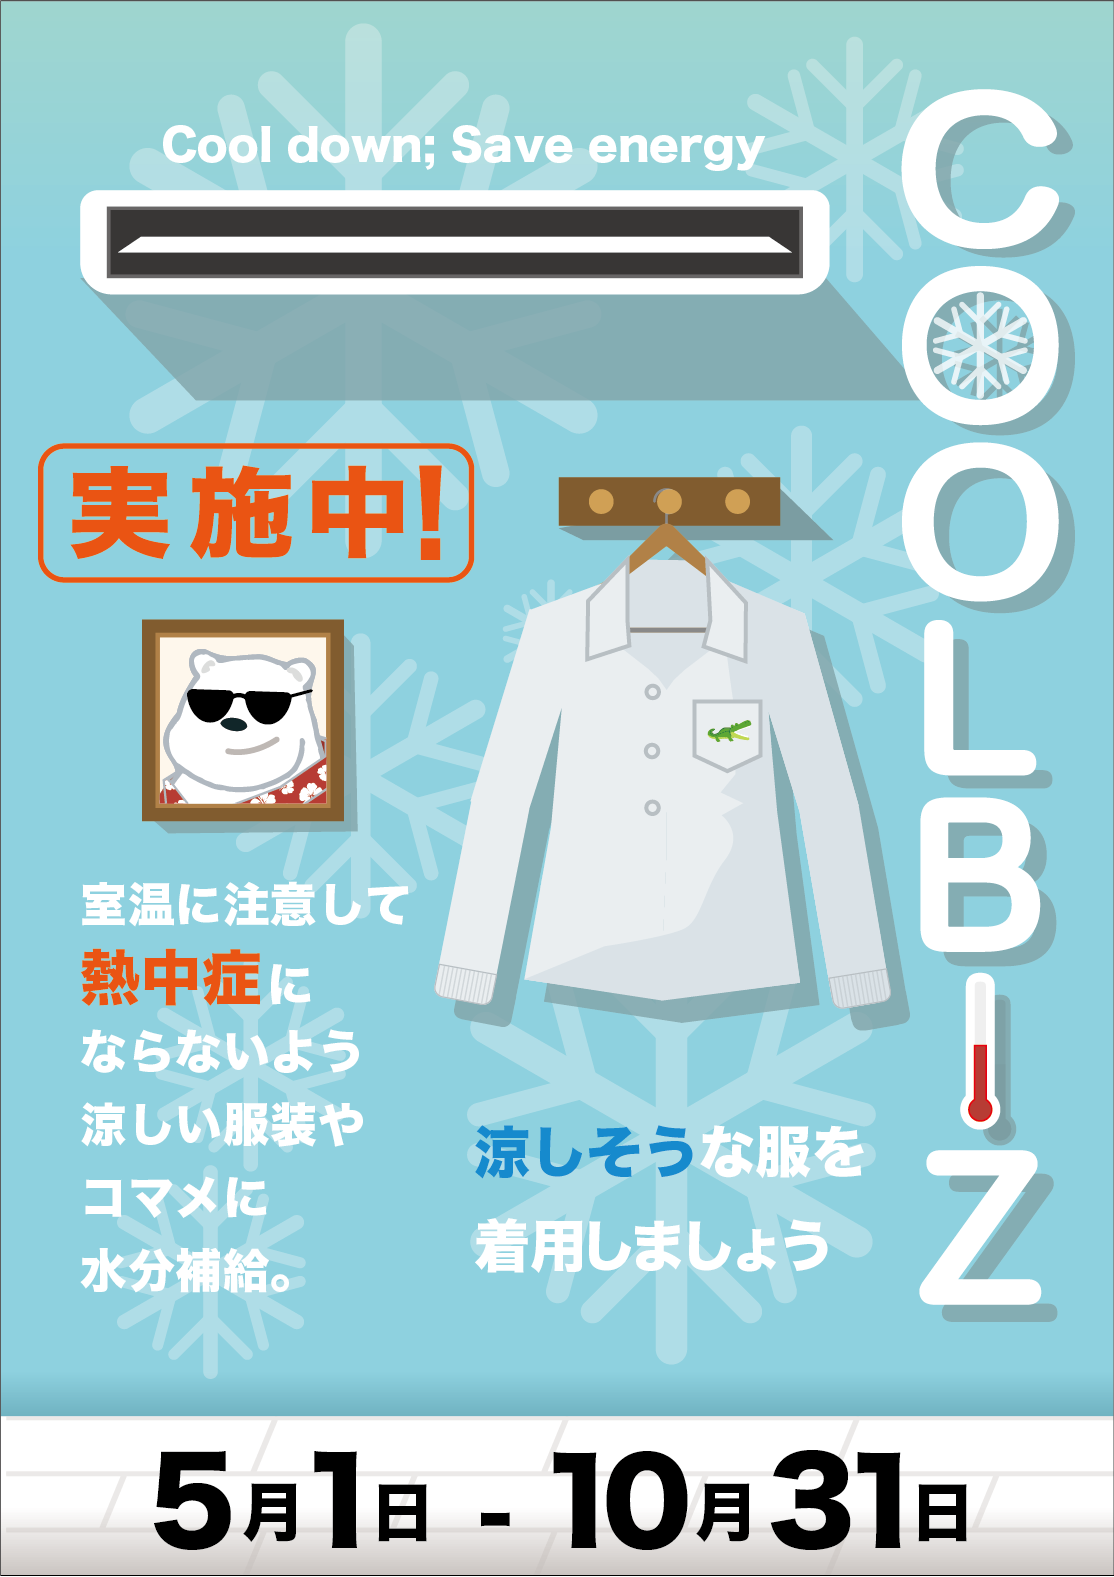 Cool down; Save energy
COOLBIZ
実施中!
室温に注意して
熱中症に
ならないよう
涼しい服装や
コマメに
水分補給。
涼しそうな服を
着用しましょう
5月1日 - 10月31日